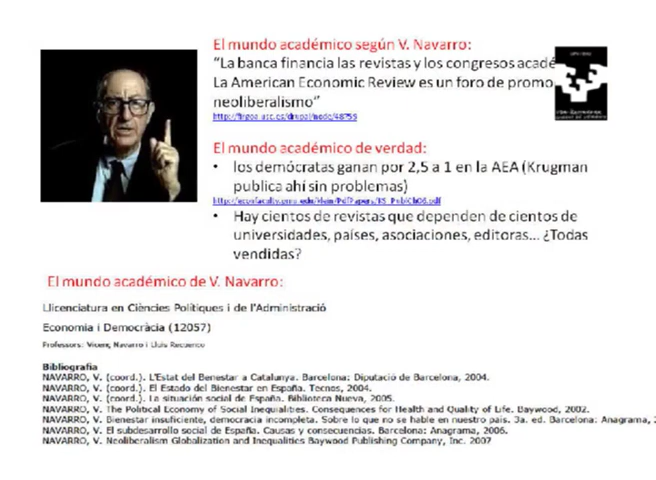 El mundo académico según V. Navarro:
“La banca financia las revistas y los congresos acadé
La American Economic Review es un foro de promo
neoliberalismo”
El mundo académico de verdad:
• los demócratas ganan por 2,5 a 1 en la AEA (Krugman
publica ahí sin problemas)
• Hay cientos de revistas que dependen de cientos de
universidades, países, asociaciones, editoras... ¿Todas
vendidas?
El mundo académico de V. Navarro:
Llicenciatura en Ciències Polítiques i de l'Administració
Economia i Democràcia (12057)
Professors: Vicenç Navarro i Lluís Recuenco
Bibliografia
NAVARRO, V. (coord.). L'Estat del Benestar a Catalunya. Barcelona: Diputació de Barcelona, 2004.
NAVARRO, V. (coord.). El Estado del Bienestar en España. Tecnos, 2004.
NAVARRO, V. (coord.). La situación social de España. Biblioteca Nueva, 2005.
NAVARRO, V. The Political Economy of Social Inequialities. Consequences for Health and Quality of Life. Baywood, 2002.
NAVARRO, V. Bienestar insuficiente, democracia incompleta. Sobre lo que no se hable en nuestro país. 3a. ed. Barcelona: Anagrama,
NAVARRO, V. El subdesarrollo social de España. Causas y consecuencias. Barcelona: Anagrama, 2006.
NAVARRO, V. Neoliberalism Globalization and Inequalities Baywood Publishing Company, Inc. 2007